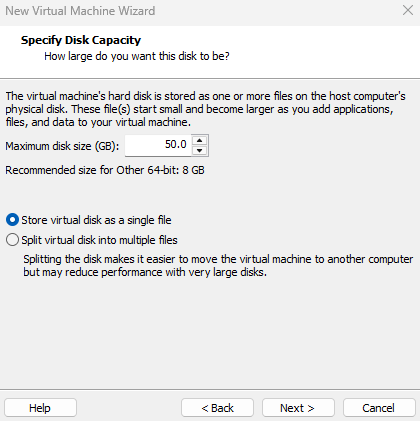 New Virtual Machine Wizard
Specify Disk Capacity
How large do you want this disk to be?
The virtual machine's hard disk is stored as one or more files on the host computer's
physical disk. These file(s) start small and become larger as you add applications,
files, and data to your virtual machine.
Maximum disk size (GB): 50.0
Recommended size for Other 64-bit: 8 GB
Store virtual disk as a single file
Split virtual disk into multiple files
Splitting the disk makes it easier to move the virtual machine to another computer
but may reduce performance with very large disks.
Help < Back Next > Cancel